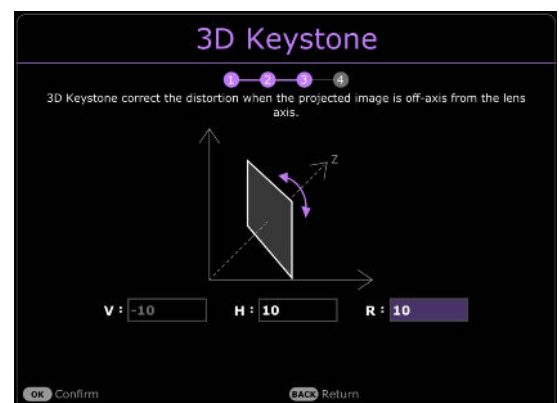 3D Keystone
1 2 3 4
3D Keystone correct the distortion when the projected image is off-axis from the lens
axis.
Z
V : -10 H : 10 R : 10
OK Confirm BACK Return